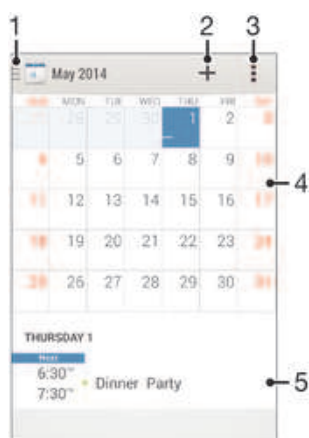 1 2 3
May 2014
MON TUE WED THU FRI
28 29 30 1 2
5 6 7 8 9
4
12 13 14 15 16 17
19 20 21 22 23
26 27 28 29 30
THURSDAY 1
6:30
Dinner Party
5
7:30